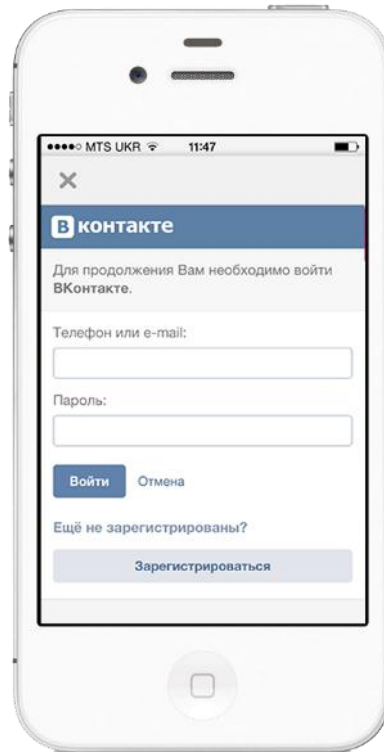 MTS UKR 11:47
В контакте
Для продолжения Вам необходимо войти
ВКонтакте.
Телефон или e-mail:
Пароль:
Войти Отмена
Ещё не зарегистрированы?
Зарегистрироваться